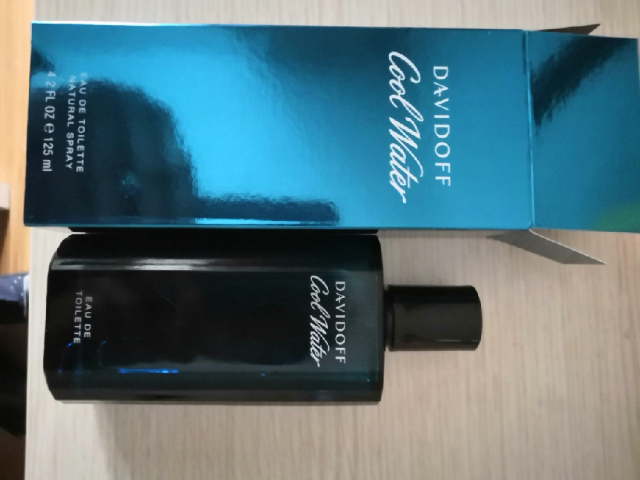 DAVIDOFF
Cool Water
EAU DE TOILETTE
NATURAL SPRAY
4.2 FL OZ e 125 ml
DAVIDOFF
Cool Water
EAU DE
TOILETTE